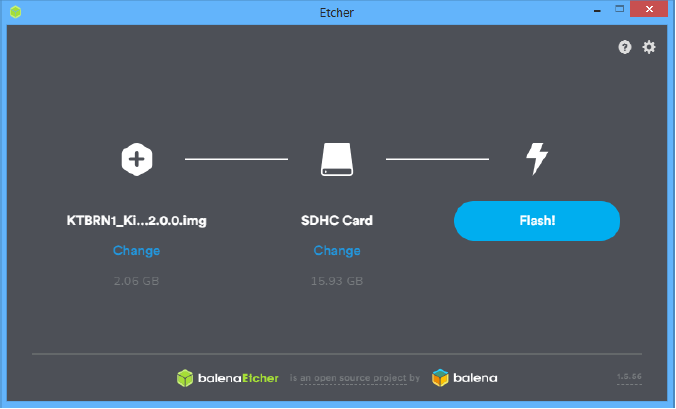 Etcher
KTBRN1_Ki...2.0.0.img
SDHC Card
Flash!
Change
Change
2.06 GB
15.93 GB
balenaEtcher is an open source project by balena
1.5.56